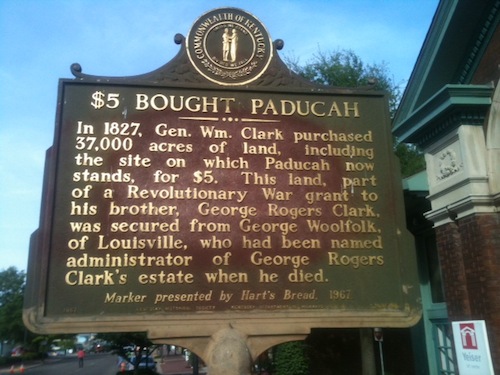 COMMONWEALTH OF KENTUCKY
$5 BOUGHT PADUCAH
In 1827, Gen. Wm. Clark purchased
37,000 acres of land, including
the site on which Paducah now
stands, for $5. This land, part
of a Revolutionary War grant to
his brother, George Rogers Clark,
was secured from George Woolfolk,
of Louisville, who had been named
administrator of George Rogers
Clark's estate when he died.
Marker presented by Hart's Bread, 1967